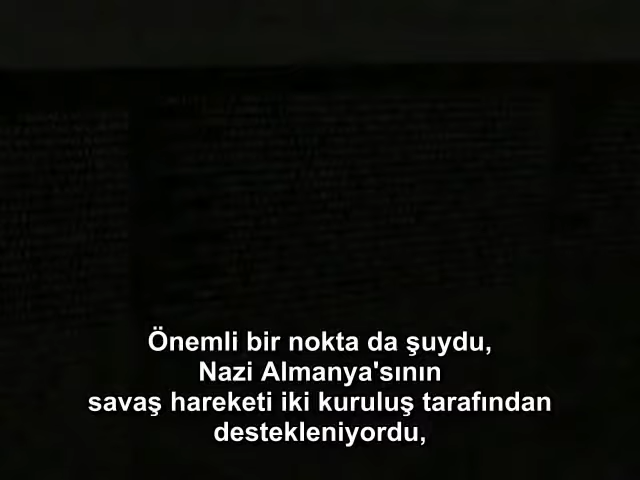 Önemli bir nokta da şuydu,
Nazi Almanya'sının
savaş hareketi iki kuruluş tarafından
destekleniyordu,